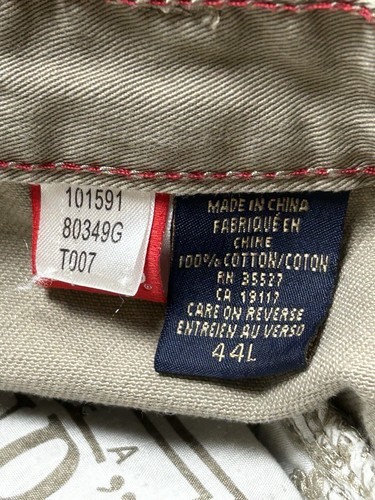 101591
80349G
T007
MADE IN CHINA
FABRIQUÉ EN
CHINE
100% COTTON/COTON
RN 35527
CA 19117
CARE ON REVERSE
ENTREIEN AU VERSO
44L